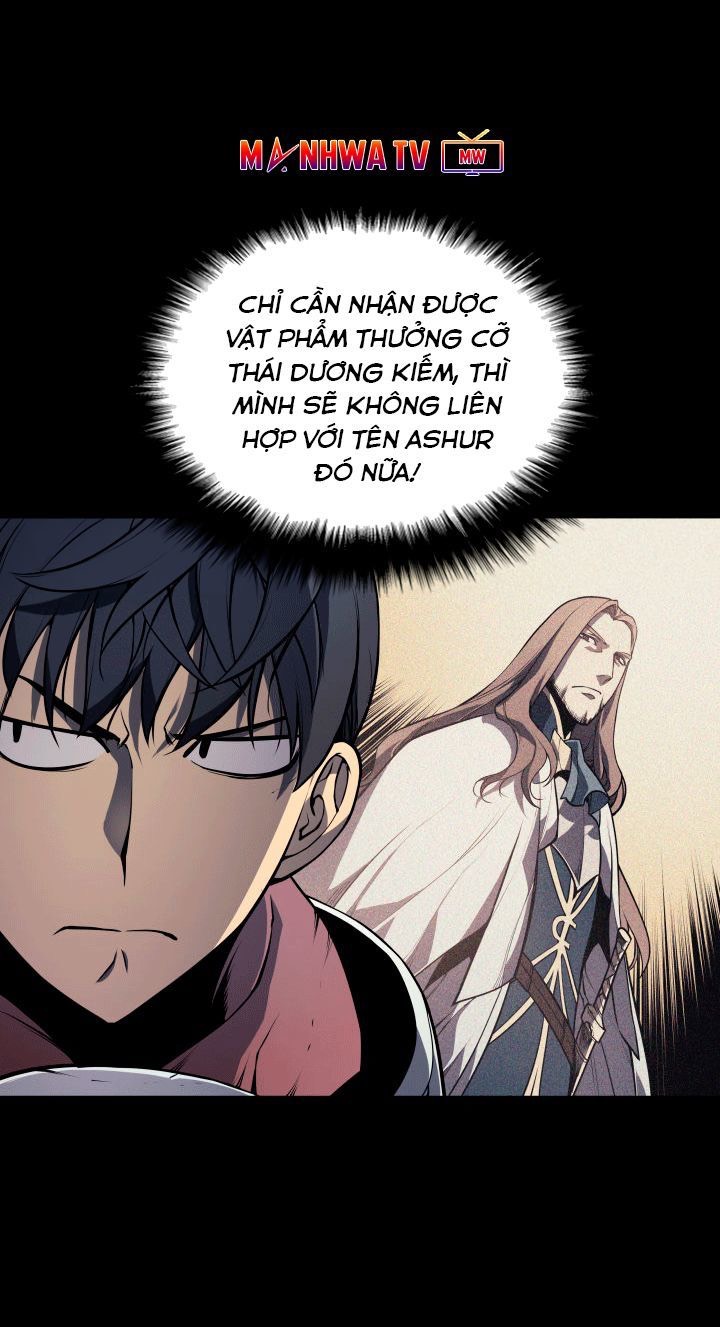 MANHWA TV MW
CHỈ CẦN NHẬN ĐƯỢC
VẬT PHẨM THƯỞNG CỠ
THÁI DƯƠNG KIẾM, THÌ
MÌNH SẼ KHÔNG LIÊN
HỢP VỚI TÊN ASHUR
ĐÓ NỮA!